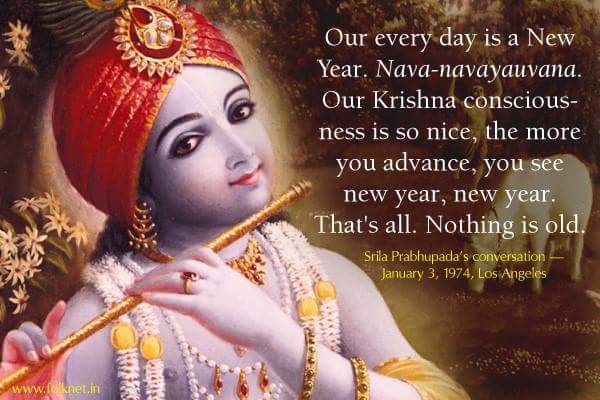 Our every day is a New
Year. Nava-navayauvana.
Our Krishna conscious-
ness is so nice, the more
you advance, you see
new year, new year.
That's all. Nothing is old.
Srila Prabhupada's conversation —
January 3, 1974, Los Angeles
www.folknet.in